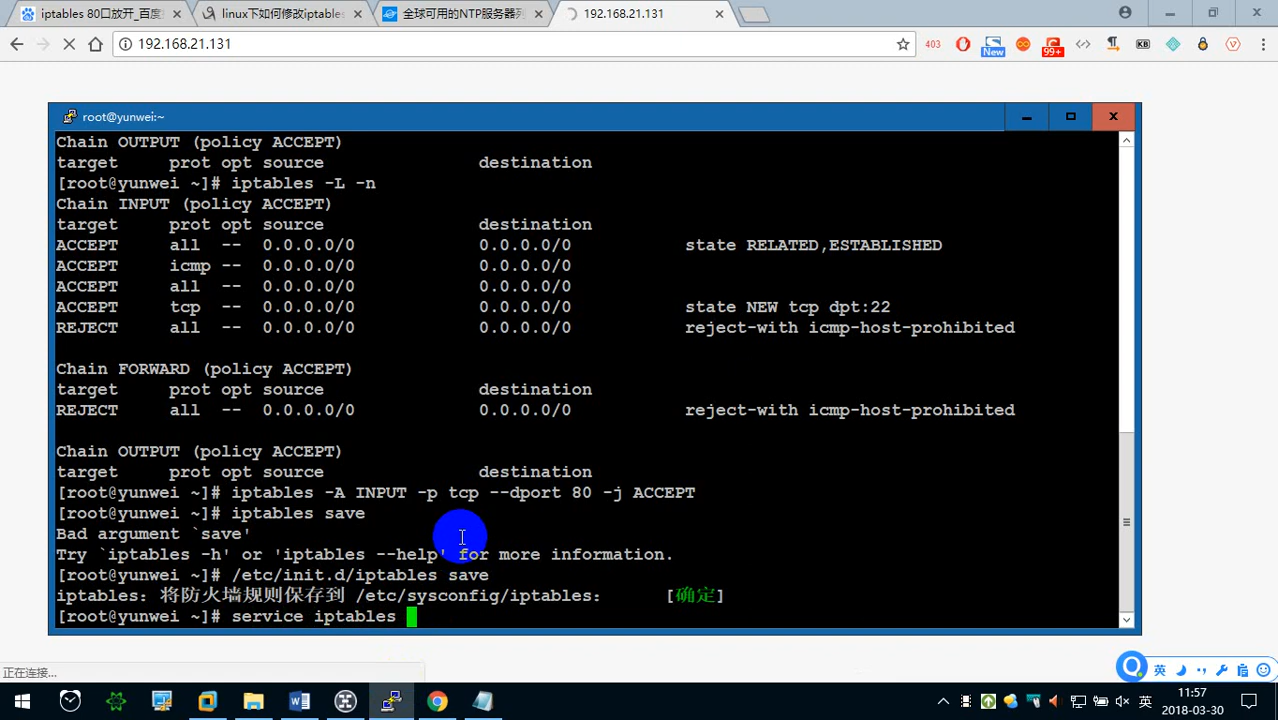 iptables 80口放开_百度
linux下如何修改iptables
全球可用的NTP服务器列
192.168.21.131
192.168.21.131
403
New
99+
KB
root@yunwei:~
Chain OUTPUT (policy ACCEPT)
target prot opt source destination
[root@yunwei ~]# iptables -L -n
Chain INPUT (policy ACCEPT)
target prot opt source destination
ACCEPT all -- 0.0.0.0/0 0.0.0.0/0 state RELATED,ESTABLISHED
ACCEPT icmp -- 0.0.0.0/0 0.0.0.0/0
ACCEPT all -- 0.0.0.0/0 0.0.0.0/0
ACCEPT tcp -- 0.0.0.0/0 0.0.0.0/0 state NEW tcp dpt:22
REJECT all -- 0.0.0.0/0 0.0.0.0/0 reject-with icmp-host-prohibited
Chain FORWARD (policy ACCEPT)
target prot opt source destination
REJECT all -- 0.0.0.0/0 0.0.0.0/0 reject-with icmp-host-prohibited
Chain OUTPUT (policy ACCEPT)
target prot opt source destination
[root@yunwei ~]# iptables -A INPUT -p tcp --dport 80 -j ACCEPT
[root@yunwei ~]# iptables save
Bad argument `save'
Try `iptables -h' or 'iptables --help' for more information.
[root@yunwei ~]# /etc/init.d/iptables save
iptables: 将防火墙规则保存到 /etc/sysconfig/iptables: [确定]
[root@yunwei ~]# service iptables
正在连接...
英
英
11:57
2018-03-30